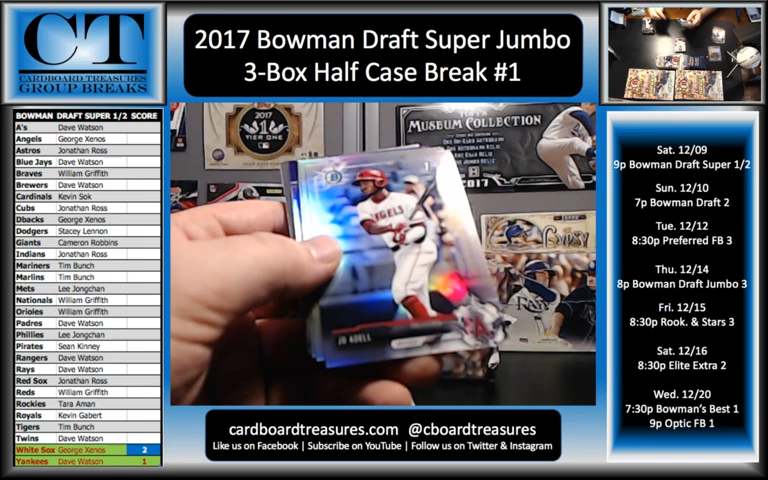 CT
CARDBOARD TREASURES
GROUP BREAKS
2017 Bowman Draft Super Jumbo
3-Box Half Case Break #1
BOWMAN DRAFT SUPER 1/2 SCORE
A's Dave Watson
Angels George Xenos
Astros Jonathan Ross
Blue Jays Dave Watson
Braves William Griffith
Brewers Dave Watson
Cardinals Kevin Sok
Cubs Jonathan Ross
Dbacks George Xenos
Dodgers Stacey Lennon
Giants Cameron Robbins
Indians Jonathan Ross
Mariners Tim Bunch
Marlins Tim Bunch
Mets Lee Jongchan
Nationals William Griffith
Orioles William Griffith
Padres Dave Watson
Phillies Lee Jongchan
Pirates Sean Kinney
Rangers Dave Watson
Rays Dave Watson
Red Sox Jonathan Ross
Reds William Griffith
Rockies Tara Aman
Royals Kevin Gabert
Tigers Tim Bunch
Twins Dave Watson
White Sox George Xenos 2
Yankees Dave Watson 1
2017
1
TIER ONE
MUSEUM COLLECTION
2017
GYPSY
1
ANGELS
JO ADELL
Sat. 12/09
9p Bowman Draft Super 1/2
Sun. 12/10
7p Bowman Draft 2
Tue. 12/12
8:30p Preferred FB 3
Thu. 12/14
8p Bowman Draft Jumbo 3
Fri. 12/15
8:30p Rook. & Stars 3
Sat. 12/16
8:30p Elite Extra 2
Wed. 12/20
7:30p Bowman's Best 1
9p Optic FB 1
cardboardtreasures.com @cboardtreasures
Like us on Facebook | Subscribe on YouTube | Follow us on Twitter & Instagram